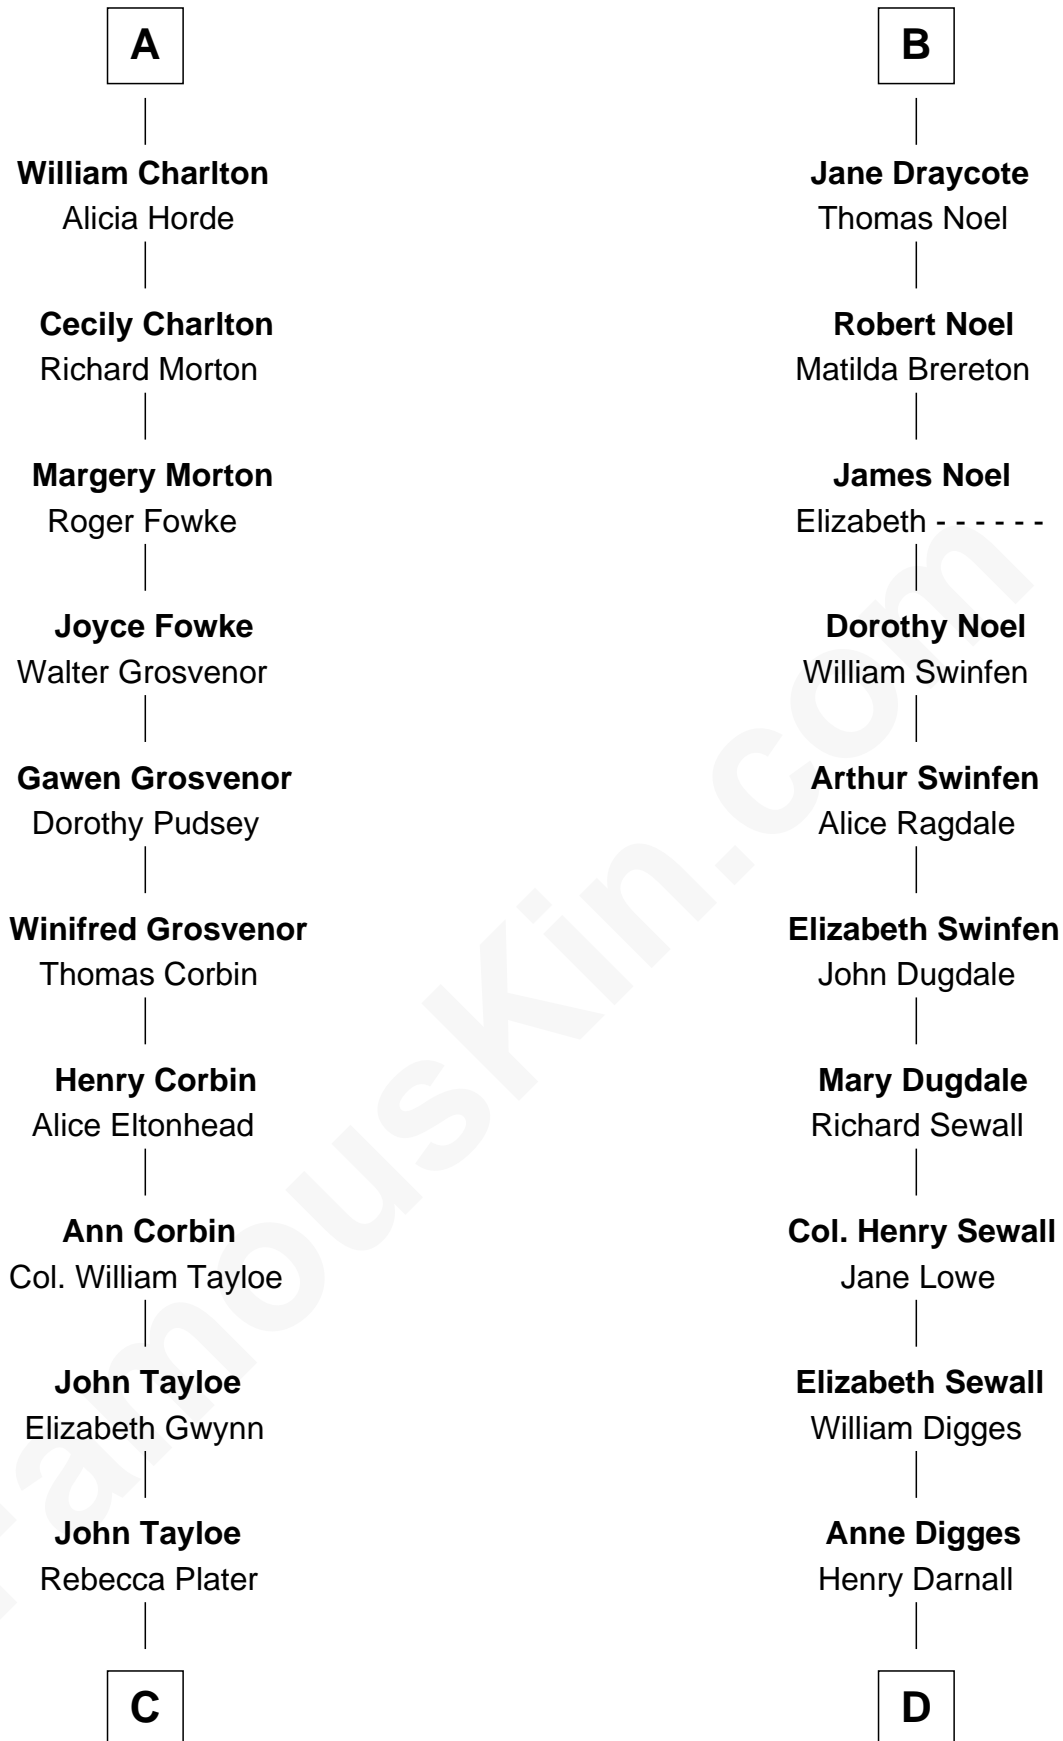 A
William Charlton
Alicia Horde
Cecily Charlton
Richard Morton
Margery Morton
Roger Fowke
Joyce Fowke
Walter Grosvenor
Gawen Grosvenor
Dorothy Pudsey
Winifred Grosvenor
Thomas Corbin
Henry Corbin
Alice Eltonhead
Ann Corbin
Col. William Tayloe
John Tayloe
Elizabeth Gwynn
John Tayloe
Rebecca Plater
C
B
Jane Draycote
Thomas Noel
Robert Noel
Matilda Brereton
James Noel
Elizabeth - - - - - -
Dorothy Noel
William Swinfen
Arthur Swinfen
Alice Ragdale
Elizabeth Swinfen
John Dugdale
Mary Dugdale
Richard Sewall
Col. Henry Sewall
Jane Lowe
Elizabeth Sewall
William Digges
Anne Digges
Henry Darnall
D
FamousKin.com